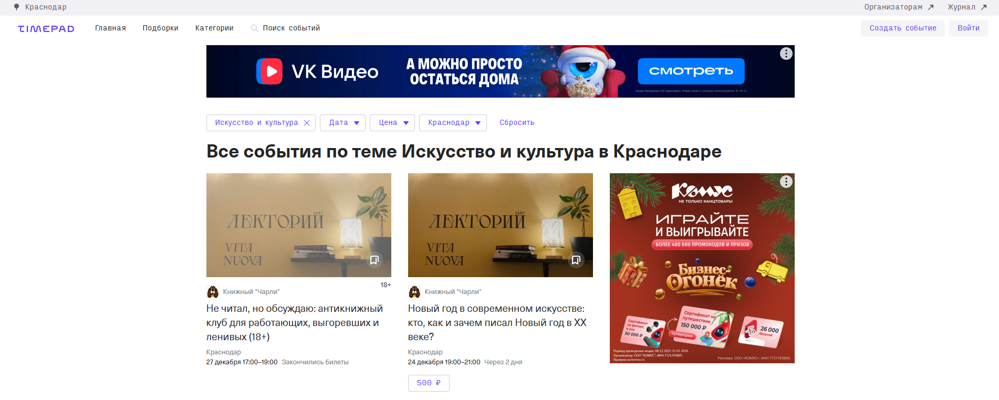 Краснодар
Организаторам
Журнал
TIMEPAD
Главная
Подборки
Категории
Поиск событий
Создать событие
Войти
VK Видео
А МОЖНО ПРОСТО
ОСТАТЬСЯ ДОМА
смотреть
Искусство и культура
Дата
Цена
Краснодар
Сбросить
Все события по теме Искусство и культура в Краснодаре
ЛЕКТОРИЙ
VITA
NUOVA
ЛЕКТОРИЙ
VITA
NUOVA
18+
Книжный "Чарли"
Не читал, но обсуждаю: антикнижный
клуб для работающих, выгоревших и
ленивых (18+)
Краснодар
27 декабря 17:00–19:00 Закончились билеты
Книжный "Чарли"
Новый год в современном искусстве:
кто, как и зачем писал Новый год в XX
веке?
Краснодар
24 декабря 19:00–21:00 Через 2 дня
500 ₽
Комус
НЕ ТОЛЬКО КАНЦТОВАРЫ
ИГРАЙТЕ
И ВЫИГРЫВАЙТЕ
БОЛЕЕ 400 000 ПРОМОКОДОВ И ПРИЗОВ
Бизнес-
Огонёк
Сертификат
на фитнес
и спа
50 000 ₽
Сертификат на
путешествие
150 000 ₽
суперприз
26 000
бонусов
Период проведения акции: 08.12.2025-31.01.2026
Организатор: ООО "КОМУС", ИНН 7721793895
Правила на komus.ru
Реклама. ООО «КОМУС». ИНН 7721793895.